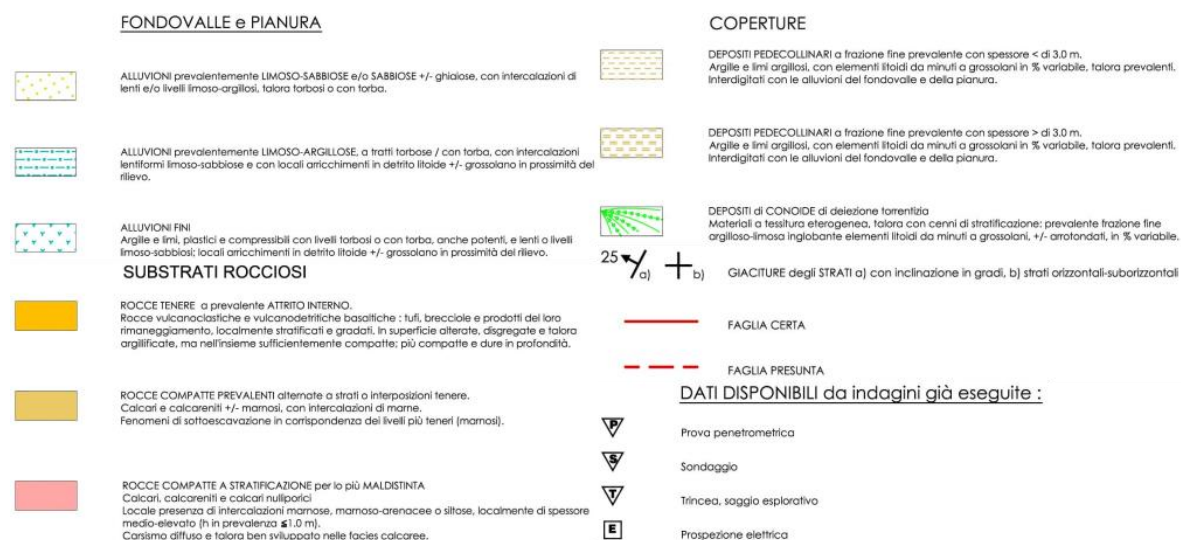 FONDOVALLE e PIANURA
ALLUVIONI prevalentemente LIMOSO-SABBIOSE e/o SABBIOSE +/- ghiaiose, con intercalazioni di
lenti e/o livelli limoso-argillosi, talora torbosi o con torba.
ALLUVIONI prevalentemente LIMOSO-ARGILLOSE, a tratti torbose / con torba, con intercalazioni
lentiformi limoso-sabbiose e con locali arricchimenti in detrito litoide +/- grossolano in prossimità del
rilievo.
ALLUVIONI FINI
Argille e limi, plastici e compressibili con livelli torbosi o con torba, anche potenti, e lenti o livelli
limoso-sabbiosi; locali arricchimenti in detrito litoide +/- grossolano in prossimità del rilievo.
SUBSTRATI ROCCIOSI
ROCCE TENERE a prevalente ATTRITO INTERNO.
Rocce vulcanoclastiche e vulcanodetritiche basaltiche : tufi, brecciole e prodotti del loro
rimaneggiamento, localmente stratificati e gradati. In superficie alterate, disgregate e talora
argillificate, ma nell'insieme sufficientemente compatte; più compatte e dure in profondità.
ROCCE COMPATTE PREVALENTI alternate a strati o interposizioni tenere.
Calcari e calcareniti +/- marnosi, con intercalazioni di marne.
Fenomeni di sottoescavazione in corrispondenza dei livelli più teneri (marnosi).
ROCCE COMPATTE A STRATIFICAZIONE per lo più MALDISTINTA
Calcari, calcareniti e calcari nulliporici
Locale presenza di intercalazioni marnose, marnoso-arenacee o siltose, localmente di spessore
medio-elevato (h in prevalenza ≤1.0 m).
Carsismo diffuso e talora ben sviluppato nelle facies calcaree.
COPERTURE
DEPOSITI PEDECOLLINARI a frazione fine prevalente con spessore < di 3.0 m.
Argille e limi argillosi, con elementi litoidi da minuti a grossolani in % variabile, talora prevalenti.
Interdigitati con le alluvioni del fondovalle e della pianura.
DEPOSITI PEDECOLLINARI a frazione fine prevalente con spessore > di 3.0 m.
Argille e limi argillosi, con elementi litoidi da minuti a grossolani in % variabile, talora prevalenti.
Interdigitati con le alluvioni del fondovalle e della pianura.
DEPOSITI di CONOIDE di deiezione torrentizia
Materiali a tessitura eterogenea, talora con cenni di stratificazione; prevalente frazione fine
argilloso-limosa inglobante elementi litoidi da minuti a grossolani, +/- arrotondati, in % variabile.
25 a) b) GIACITURE degli STRATI a) con inclinazione in gradi, b) strati orizzontali-suborizzontali
FAGLIA CERTA
FAGLIA PRESUNTA
DATI DISPONIBILI da indagini già eseguite :
P Prova penetrometrica
S Sondaggio
T Trincea, saggio esplorativo
E Prospezione elettrica